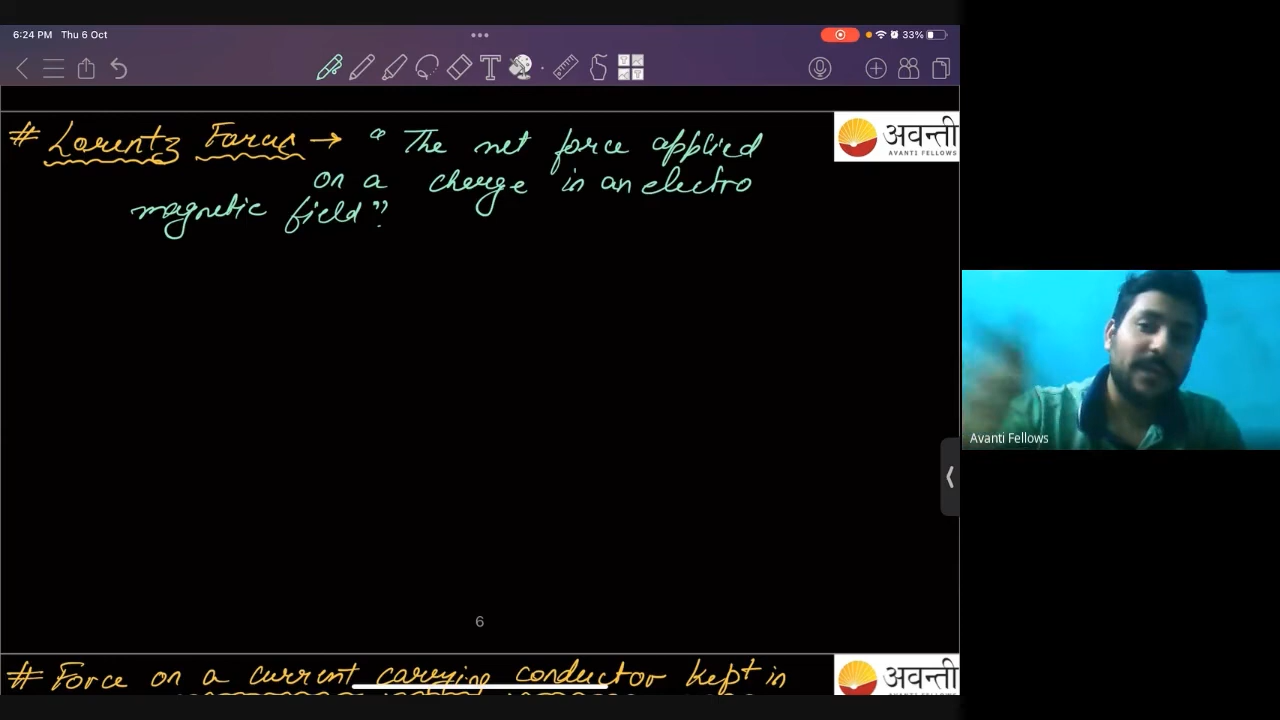 6:24 PM Thu 6 Oct
33%
# Lorentz Force → " The net force applied
on a charge in an electro
magnetic field"
अवन्ती
AVANTI FELLOWS
Avanti Fellows
6
# Force on a current carrying conductor kept in
अवन्ती